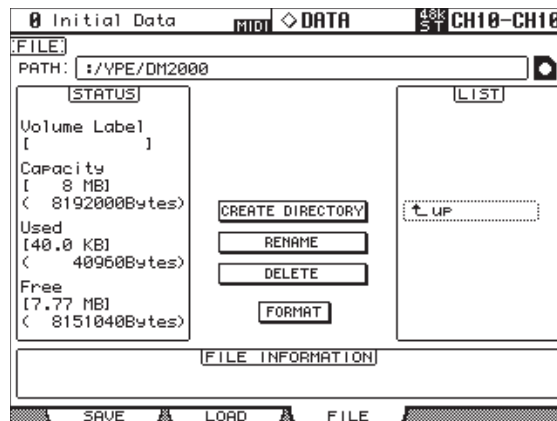 0 Initial Data MIDI ◇DATA 48K ST CH10-CH10
FILE
PATH: :/YPE/DM2000
STATUS
Volume Label
[ ]
Capacity
[ 8 MB]
( 8192000Bytes)
Used
[40.0 KB]
( 40960Bytes)
Free
[7.77 MB]
( 8151040Bytes)
CREATE DIRECTORY
RENAME
DELETE
FORMAT
LIST
up
FILE INFORMATION
SAVE LOAD FILE